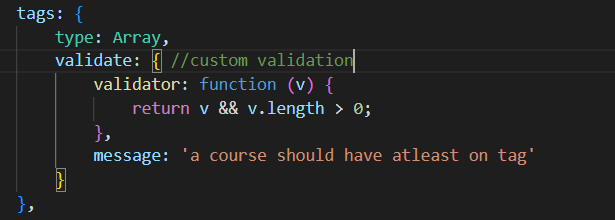 tags: {
type: Array,
validate: { //custom validation
validator: function (v) {
return v && v.length > 0;
},
message: 'a course should have atleast on tag'
}
},